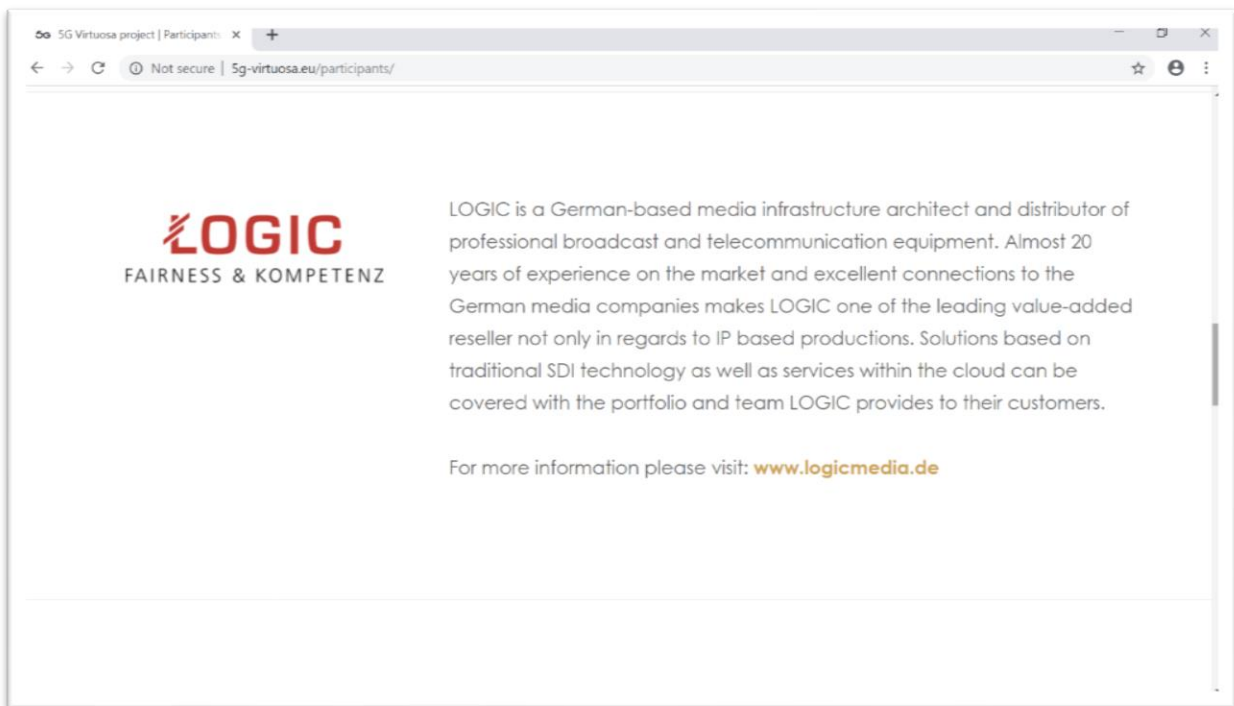 5G 5G Virtuosa project | Participants
Not secure | 5g-virtuosa.eu/participants/
LOGIC
FAIRNESS & KOMPETENZ
LOGIC is a German-based media infrastructure architect and distributor of
professional broadcast and telecommunication equipment. Almost 20
years of experience on the market and excellent connections to the
German media companies makes LOGIC one of the leading value-added
reseller not only in regards to IP based productions. Solutions based on
traditional SDI technology as well as services within the cloud can be
covered with the portfolio and team LOGIC provides to their customers.
For more information please visit: www.logicmedia.de